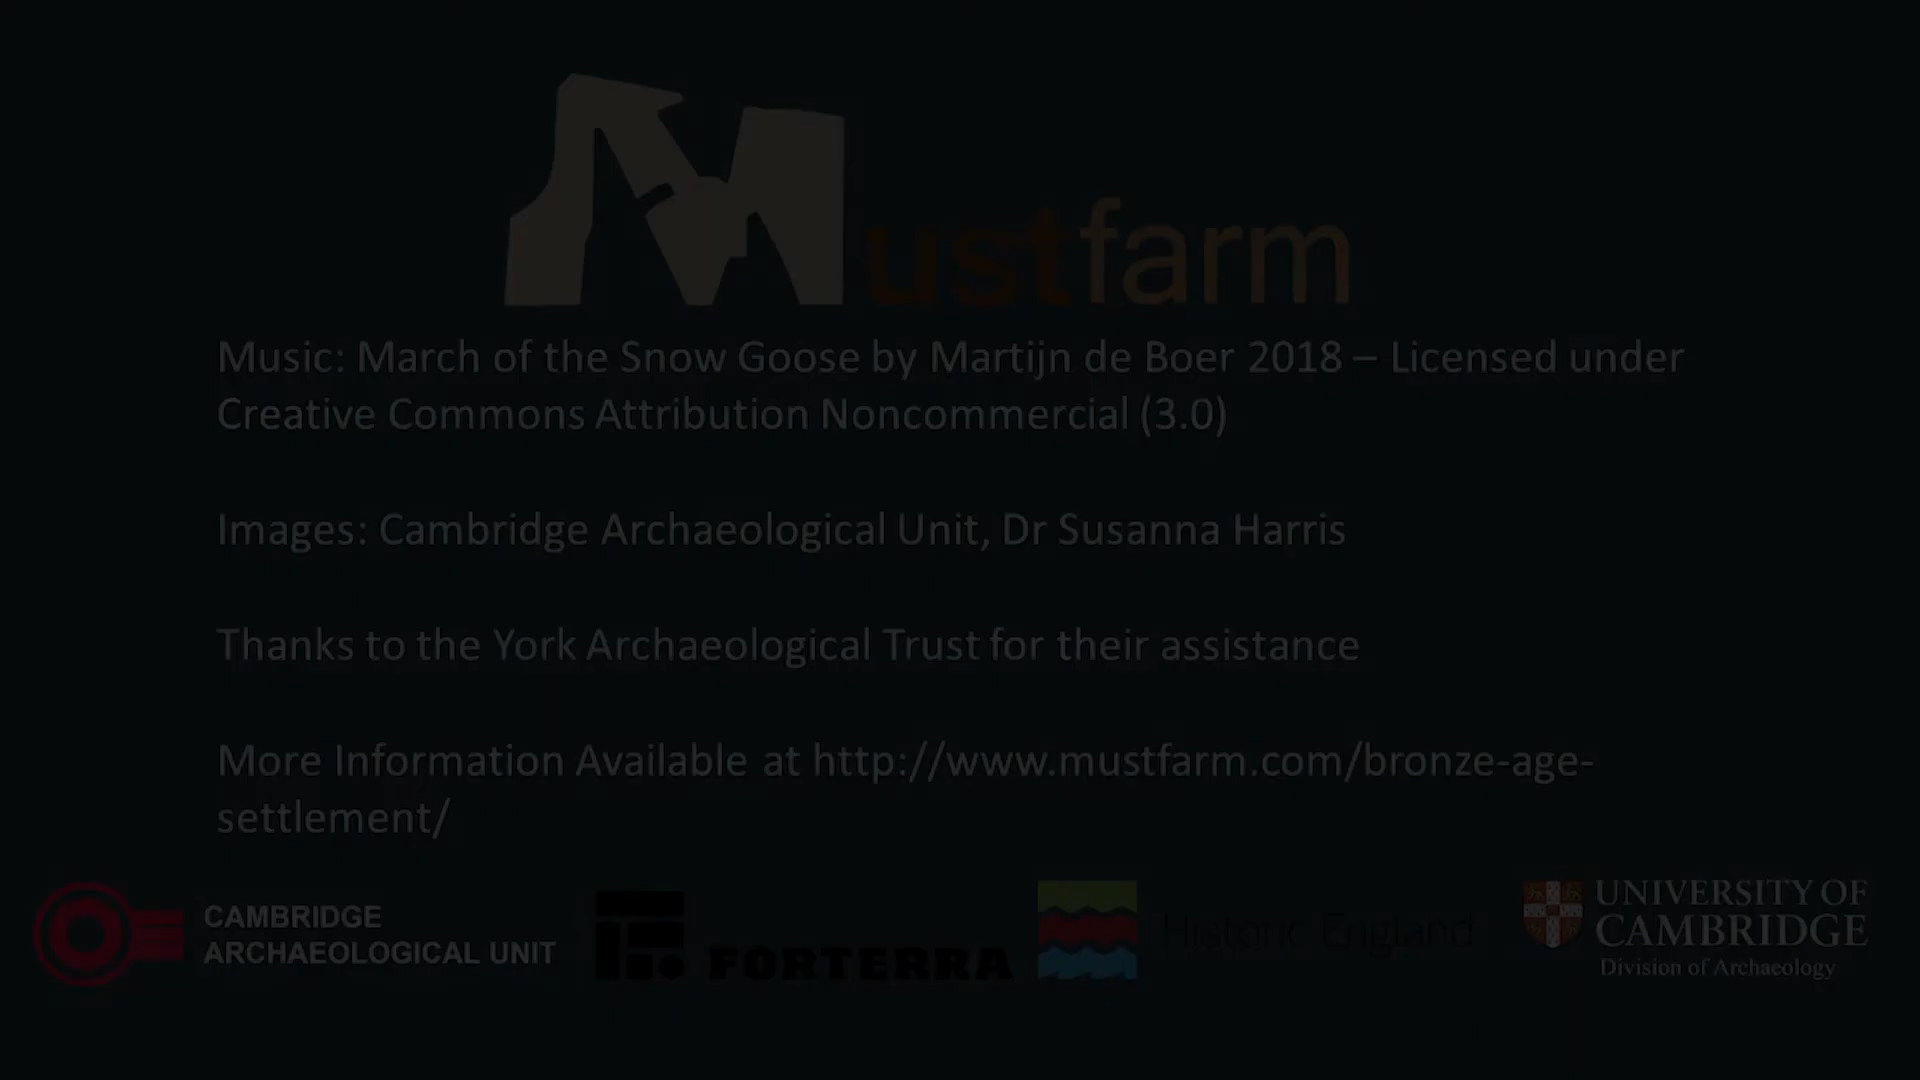 Mustfarm
Music: March of the Snow Goose by Martijn de Boer 2018 – Licensed under
Creative Commons Attribution Noncommercial (3.0)
Images: Cambridge Archaeological Unit, Dr Susanna Harris
Thanks to the York Archaeological Trust for their assistance
More Information Available at http://www.mustfarm.com/bronze-age-
settlement/
CAMBRIDGE
ARCHAEOLOGICAL UNIT
FORTERRA
Historic England
UNIVERSITY OF
CAMBRIDGE
Division of Archaeology